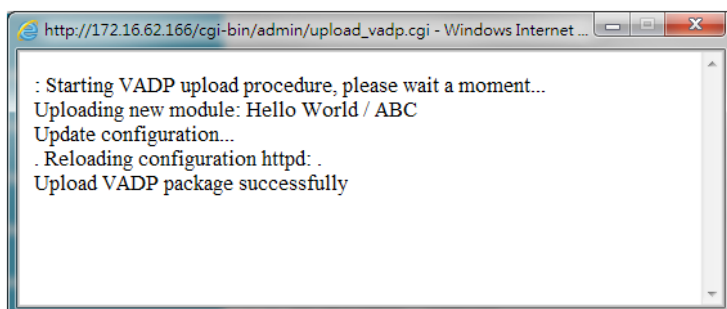 http://172.16.62.166/cgi-bin/admin/upload_vadp.cgi - Windows Internet ...
: Starting VADP upload procedure, please wait a moment...
Uploading new module: Hello World / ABC
Update configuration...
. Reloading configuration httpd: .
Upload VADP package successfully